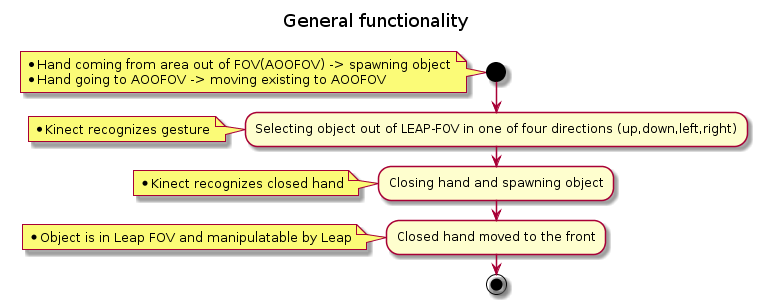 General functionality
•Hand coming from area out of FOV(AOOFOV) -> spawning object
•Hand going to AOOFOV -> moving existing to AOOFOV
•Kinect recognizes gesture
Selecting object out of LEAP-FOV in one of four directions (up,down,left,right)
•Kinect recognizes closed hand
Closing hand and spawning object
•Object is in Leap FOV and manipulatable by Leap
Closed hand moved to the front